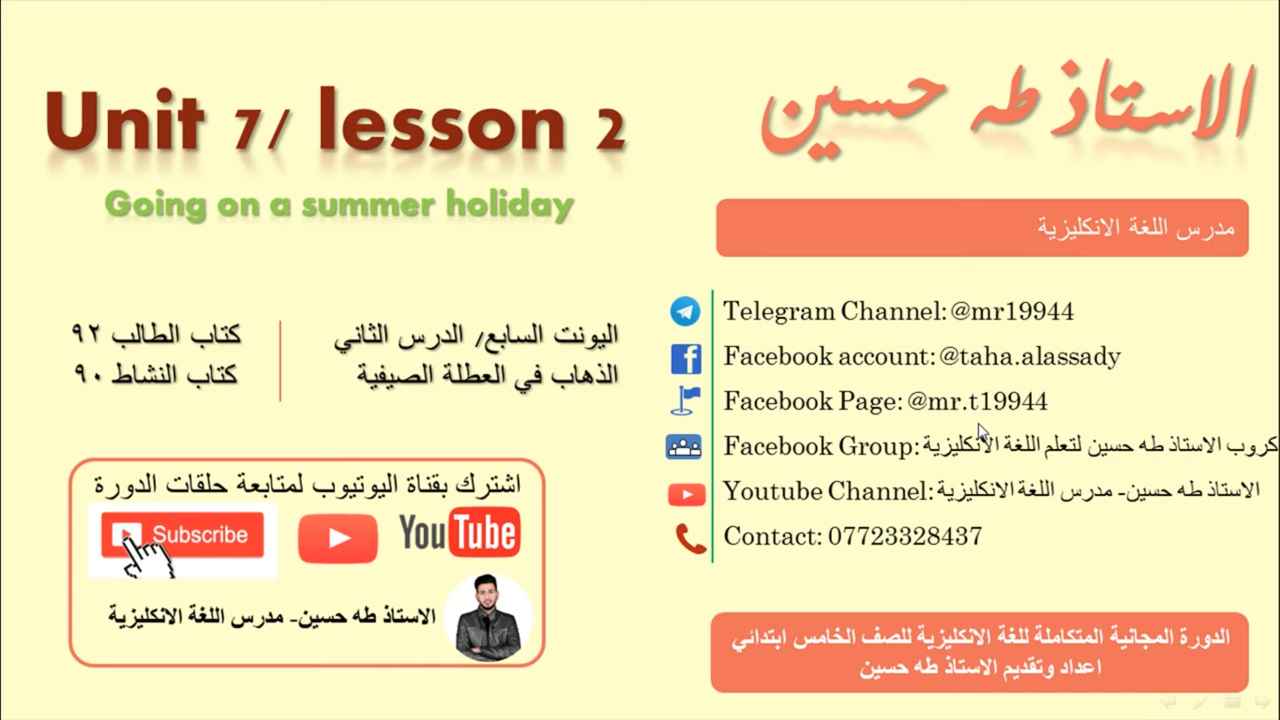 Unit 7/ lesson 2
Going on a summer holiday
اليونت السابع/ الدرس الثاني
الذهاب في العطلة الصيفية
كتاب الطالب ٩٢
كتاب النشاط ٩٠
اشترك بقناة اليوتيوب لمتابعة حلقات الدورة
Subscribe
YouTube
الاستاذ طه حسين- مدرس اللغة الانكليزية
الاستاذ طه حسين
مدرس اللغة الانكليزية
Telegram Channel: @mr19944
Facebook account: @taha.alassady
Facebook Page: @mr.t19944
Facebook Group: كروب الاستاذ طه حسين لتعلم اللغة الانكليزية
Youtube Channel: الاستاذ طه حسين- مدرس اللغة الانكليزية
Contact: 07723328437
الدورة المجانية المتكاملة للغة الانكليزية للصف الخامس ابتدائي
اعداد وتقديم الاستاذ طه حسين